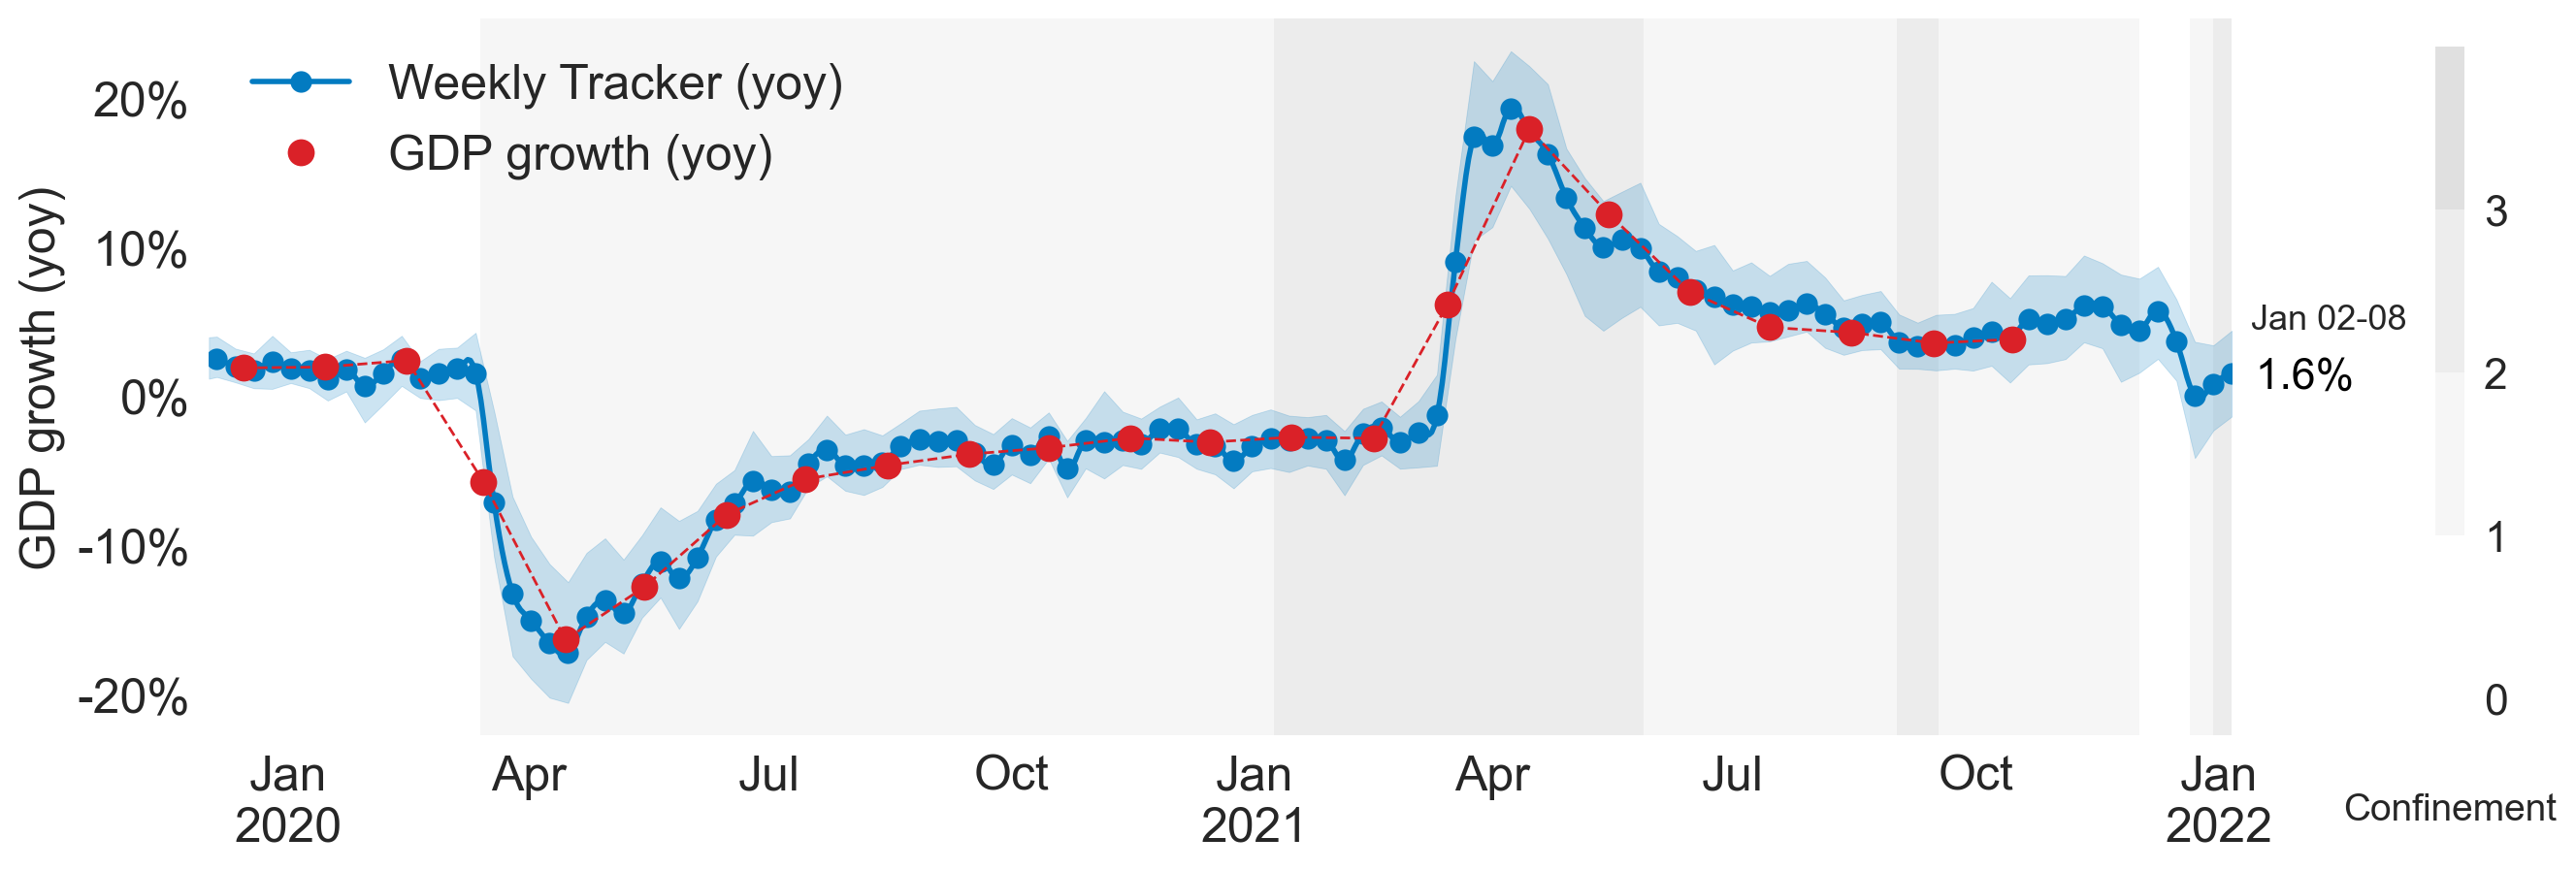 Weekly Tracker (yoy)
GDP growth (yoy)
GDP growth (yoy)
20%
10%
0%
-10%
-20%
Jan 02-08
1.6%
3
2
1
0
Jan Apr Jul Oct Jan Apr Jul Oct Jan
2020 2021 2022
Confinement